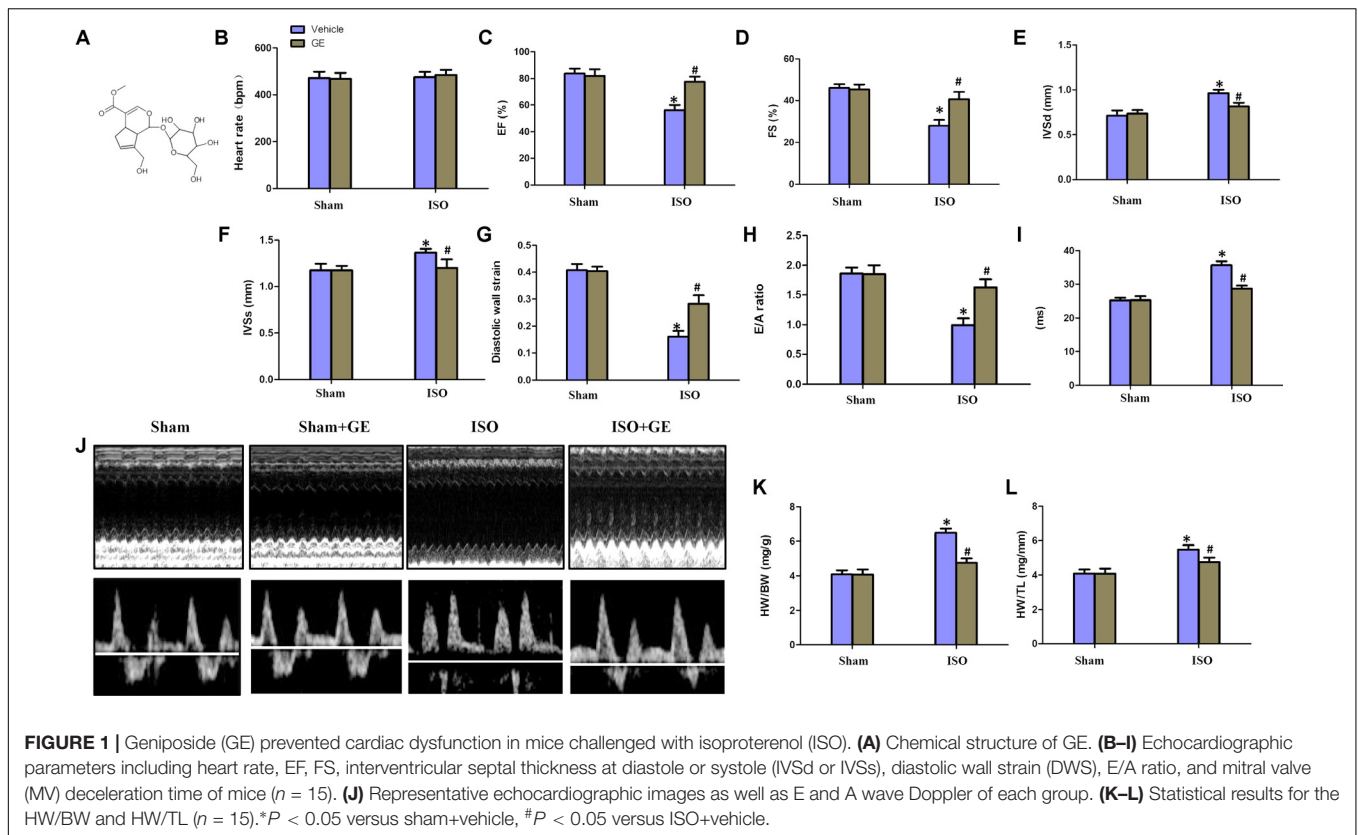 A
O
O
O
HO
OH
O
HO
OH
O
OH
HO
OH
B
Vehicle
GE
Heart rate（bpm）
600
400
200
0
Sham
ISO
C
EF (%)
100
80
60
40
20
0
*
#
Sham
ISO
D
FS (%)
60
40
20
0
*
#
Sham
ISO
E
IVSd (mm)
1.5
1.0
0.5
0.0
*
#
Sham
ISO
F
IVSs (mm)
1.5
1.0
0.5
0.0
*
#
Sham
ISO
G
Diastolic wall strain
0.5
0.4
0.3
0.2
0.1
0.0
*
#
Sham
ISO
H
E/A ratio
2.0
1.5
1.0
0.5
0.0
*
#
Sham
ISO
I
(ms)
40
30
20
10
0
*
#
Sham
ISO
J
Sham
Sham+GE
ISO
ISO+GE
K
HW/BW (mg/g)
8
6
4
2
0
*
#
Sham
ISO
L
HW/TL (mg/mm)
8
6
4
2
0
*
#
Sham
ISO
FIGURE 1 | Geniposide (GE) prevented cardiac dysfunction in mice challenged with isoproterenol (ISO). (A) Chemical structure of GE. (B–I) Echocardiographic
parameters including heart rate, EF, FS, interventricular septal thickness at diastole or systole (IVSd or IVSs), diastolic wall strain (DWS), E/A ratio, and mitral valve
(MV) deceleration time of mice (n = 15). (J) Representative echocardiographic images as well as E and A wave Doppler of each group. (K–L) Statistical results for the
HW/BW and HW/TL (n = 15).*P < 0.05 versus sham+vehicle, #P < 0.05 versus ISO+vehicle.